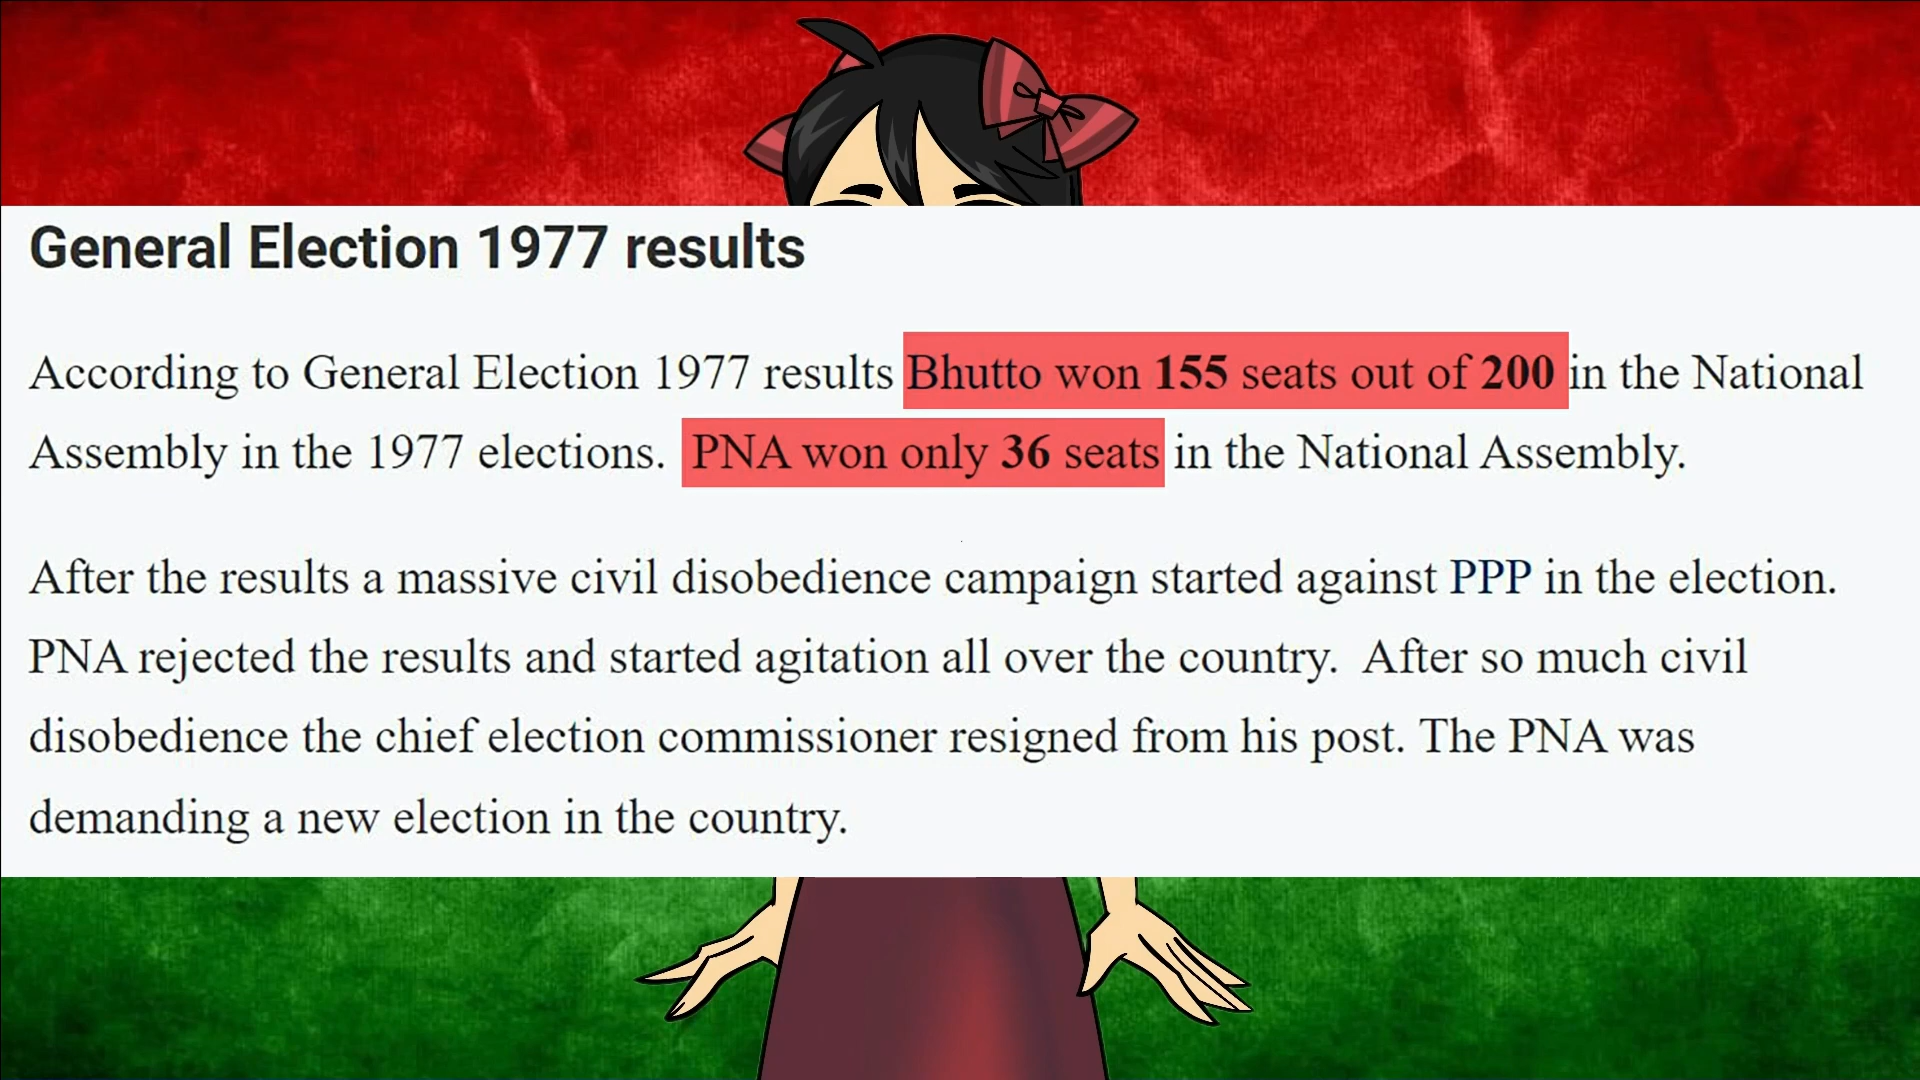 General Election 1977 results
According to General Election 1977 results Bhutto won 155 seats out of 200 in the National
Assembly in the 1977 elections. PNA won only 36 seats in the National Assembly.
After the results a massive civil disobedience campaign started against PPP in the election.
PNA rejected the results and started agitation all over the country. After so much civil
disobedience the chief election commissioner resigned from his post. The PNA was
demanding a new election in the country.